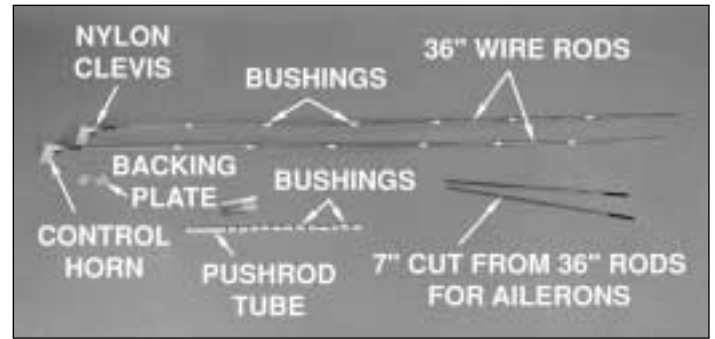 NYLON
CLEVIS
36" WIRE RODS
BUSHINGS
BACKING
PLATE
BUSHINGS
CONTROL
HORN
PUSHROD
TUBE
7" CUT FROM 36" RODS
FOR AILERONS